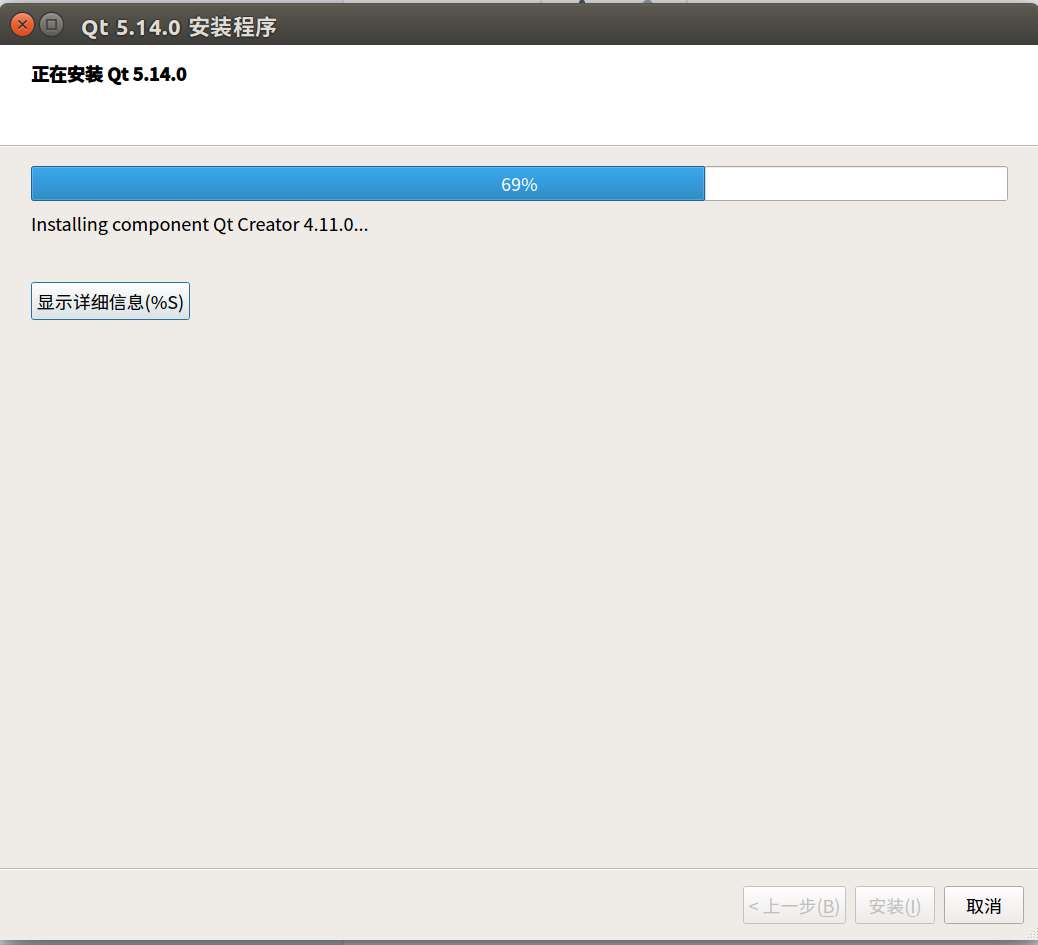 Qt 5.14.0 安装程序
正在安装 Qt 5.14.0
69%
Installing component Qt Creator 4.11.0...
显示详细信息(%S)
< 上一步(B) 安装(I) 取消